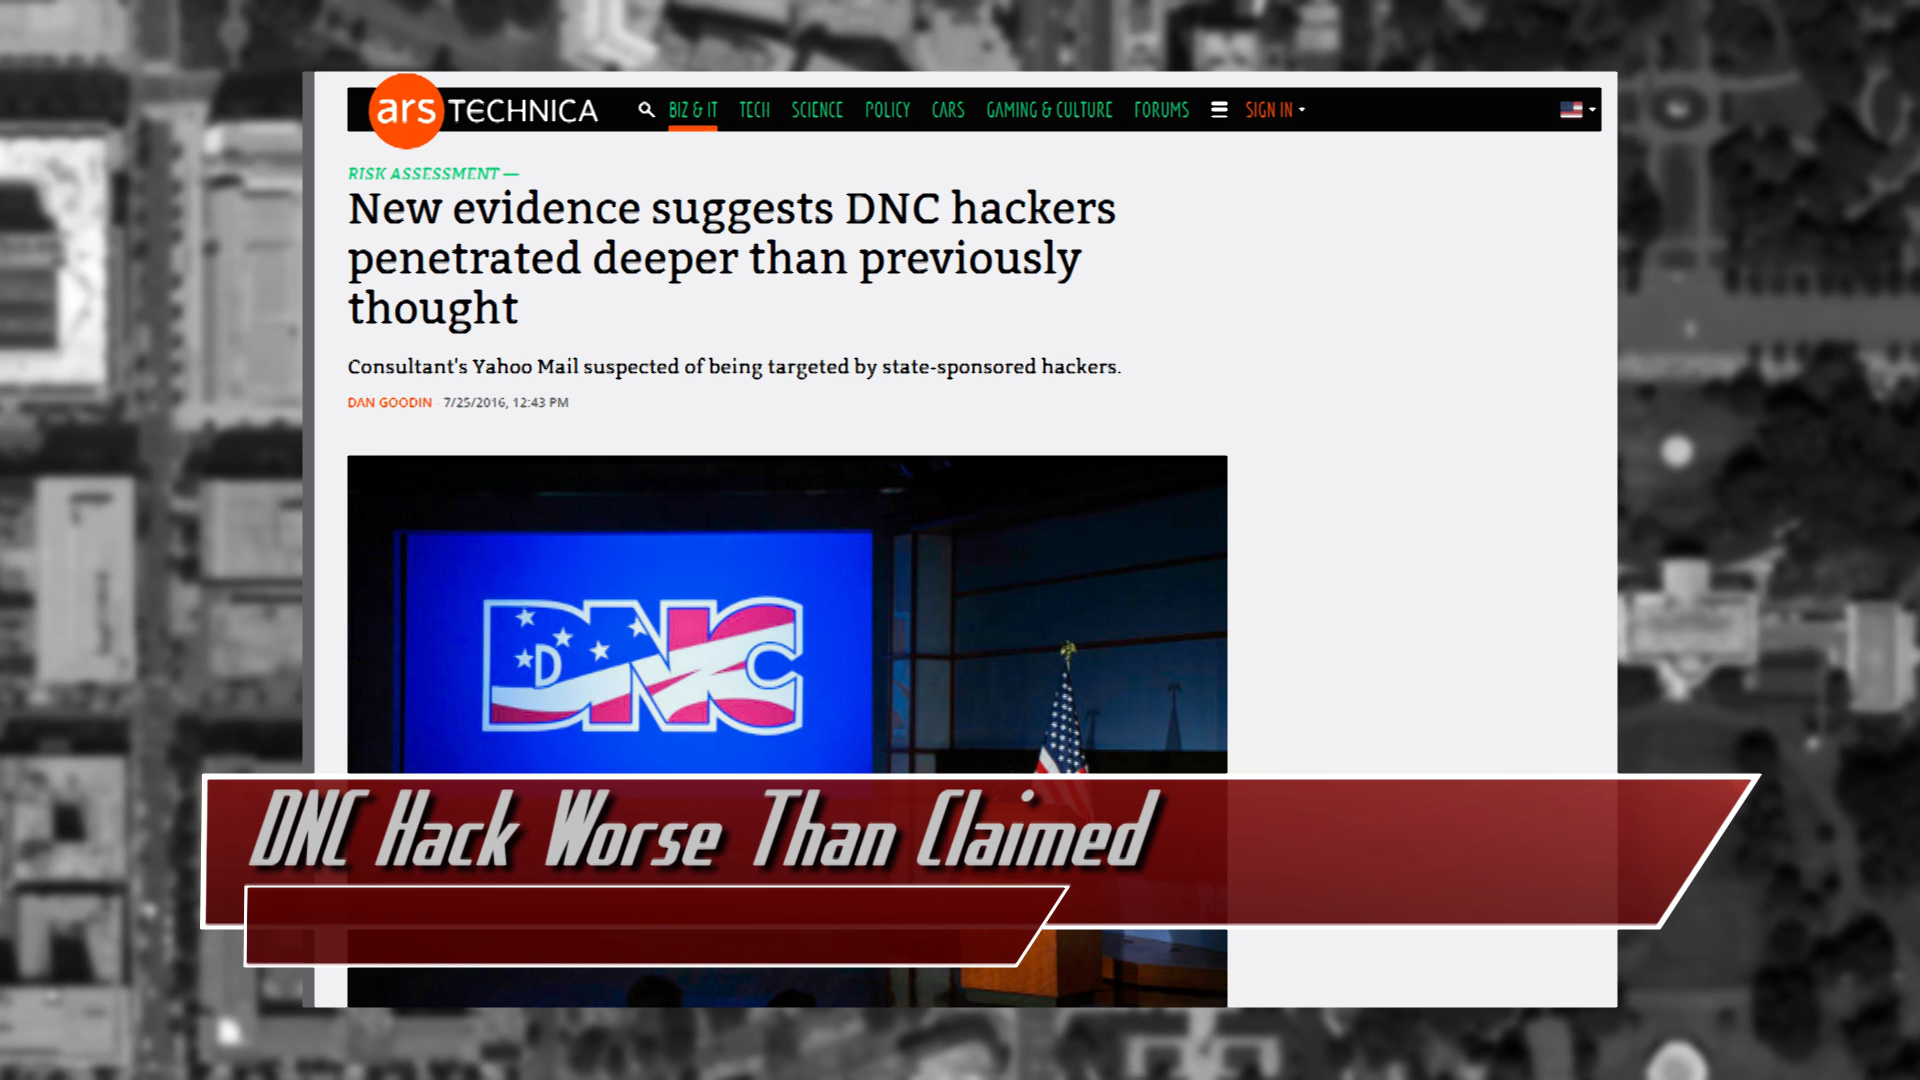 ars TECHNICA BIZ & IT TECH SCIENCE POLICY CARS GAMING & CULTURE FORUMS SIGN IN
RISK ASSESSMENT —
New evidence suggests DNC hackers
penetrated deeper than previously
thought
Consultant's Yahoo Mail suspected of being targeted by state-sponsored hackers.
DAN GOODIN - 7/25/2016, 12:43 PM
DNC
D
DNC Hack Worse Than Claimed